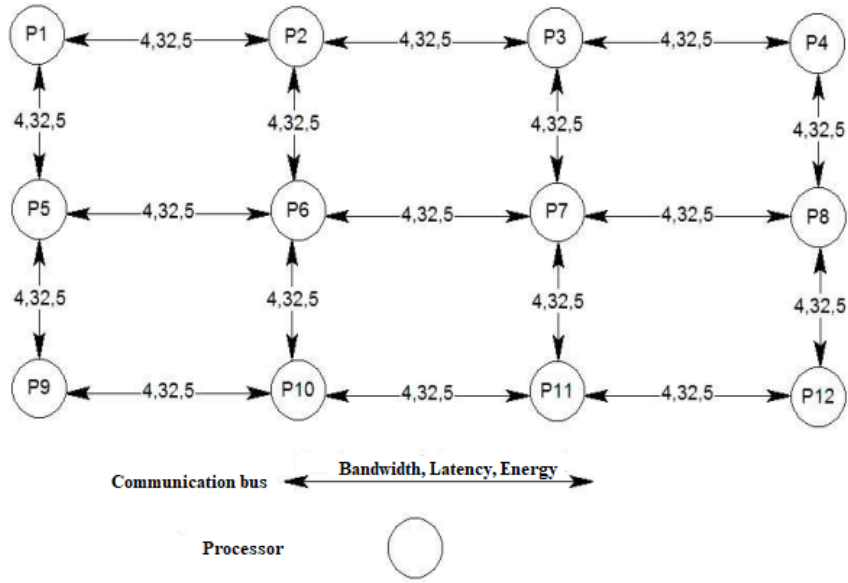 P1 4,32,5 P2 4,32,5 P3 4,32,5 P4
4,32,5 4,32,5 4,32,5 4,32,5
P5 4,32,5 P6 4,32,5 P7 4,32,5 P8
4,32,5 4,32,5 4,32,5 4,32,5
P9 4,32,5 P10 4,32,5 P11 4,32,5 P12
Communication bus Bandwidth, Latency, Energy
Processor